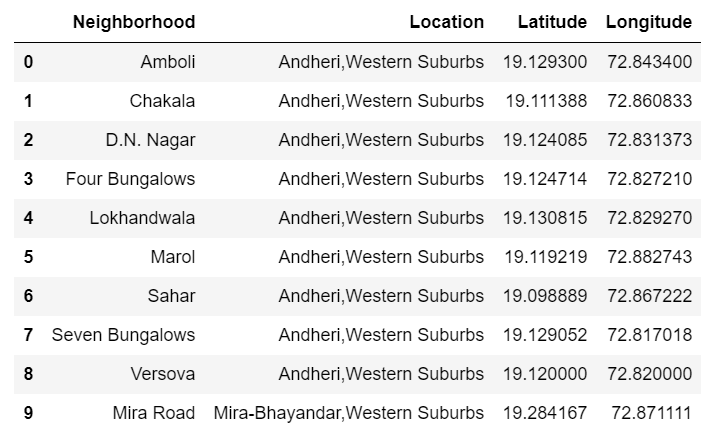 Neighborhood Location Latitude Longitude
0 Amboli Andheri,Western Suburbs 19.129300 72.843400
1 Chakala Andheri,Western Suburbs 19.111388 72.860833
2 D.N. Nagar Andheri,Western Suburbs 19.124085 72.831373
3 Four Bungalows Andheri,Western Suburbs 19.124714 72.827210
4 Lokhandwala Andheri,Western Suburbs 19.130815 72.829270
5 Marol Andheri,Western Suburbs 19.119219 72.882743
6 Sahar Andheri,Western Suburbs 19.098889 72.867222
7 Seven Bungalows Andheri,Western Suburbs 19.129052 72.817018
8 Versova Andheri,Western Suburbs 19.120000 72.820000
9 Mira Road Mira-Bhayandar,Western Suburbs 19.284167 72.871111